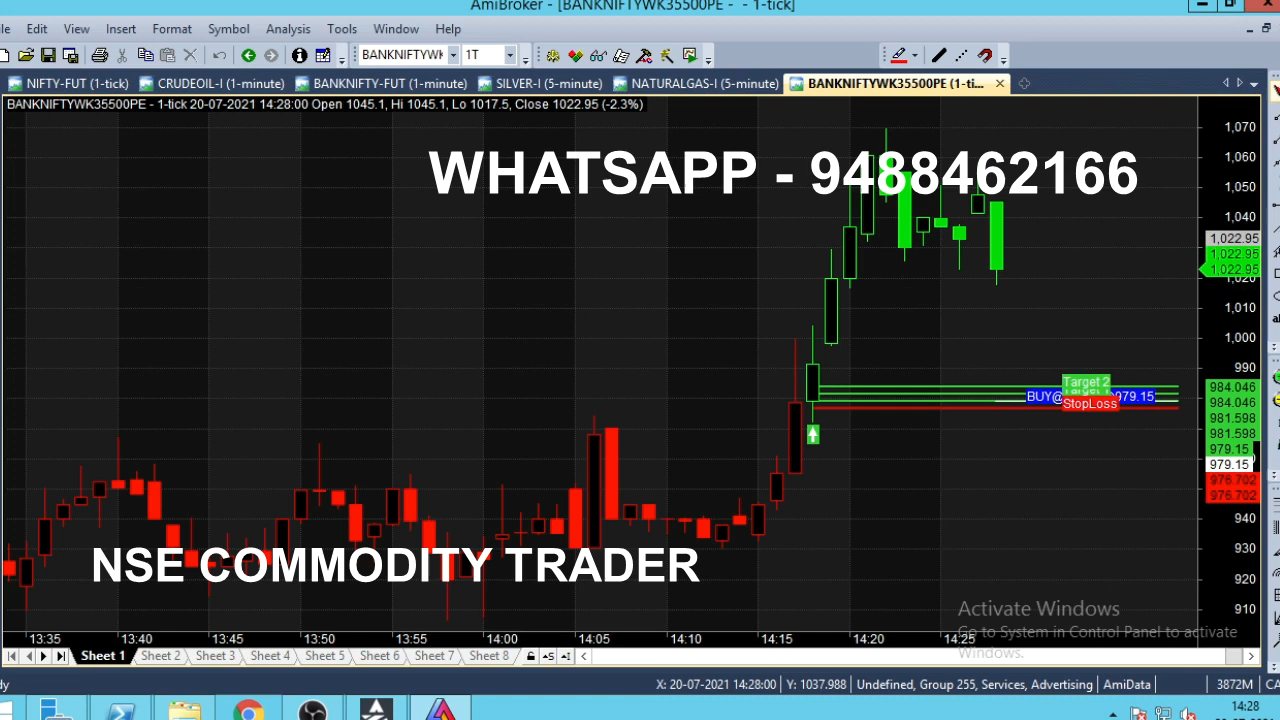 AmiBroker - [BANKNIFTYWK35500PE - - 1-tick]
Edit View Insert Format Symbol Analysis Tools Window Help
BANKNIFTYWK 1T
NIFTY-FUT (1-tick) CRUDEOIL-I (1-minute) BANKNIFTY-FUT (1-minute) SILVER-I (5-minute) NATURALGAS-I (5-minute) BANKNIFTYWK35500PE (1-ti...
BANKNIFTYWK35500PE - 1-tick 20-07-2021 14:28:00 Open 1045.1, Hi 1045.1, Lo 1017.5, Close 1022.95 (-2.3%)
1,070
1,060
WHATSAPP - 9488462166
1,050
1,040
1,022.95
1,022.95
1,022.95
1,020
1,010
1,000
990
Target 2
984.046
BUY@ 979.15
StopLoss
984.046
981.598
981.598
979.15
979.15
976.702
976.702
940
930
NSE COMMODITY TRADER
920
910
Activate Windows
Go to System in Control Panel to activate
Windows.
13:35 13:40 13:45 13:50 13:55 14:00 14:05 14:10 14:15 14:20 14:25
Sheet 1 Sheet 2 Sheet 3 Sheet 4 Sheet 5 Sheet 6 Sheet 7 Sheet 8
X: 20-07-2021 14:28:00 Y: 1037.988 Undefined, Group 255, Services, Advertising AmiData 3872M
14:28